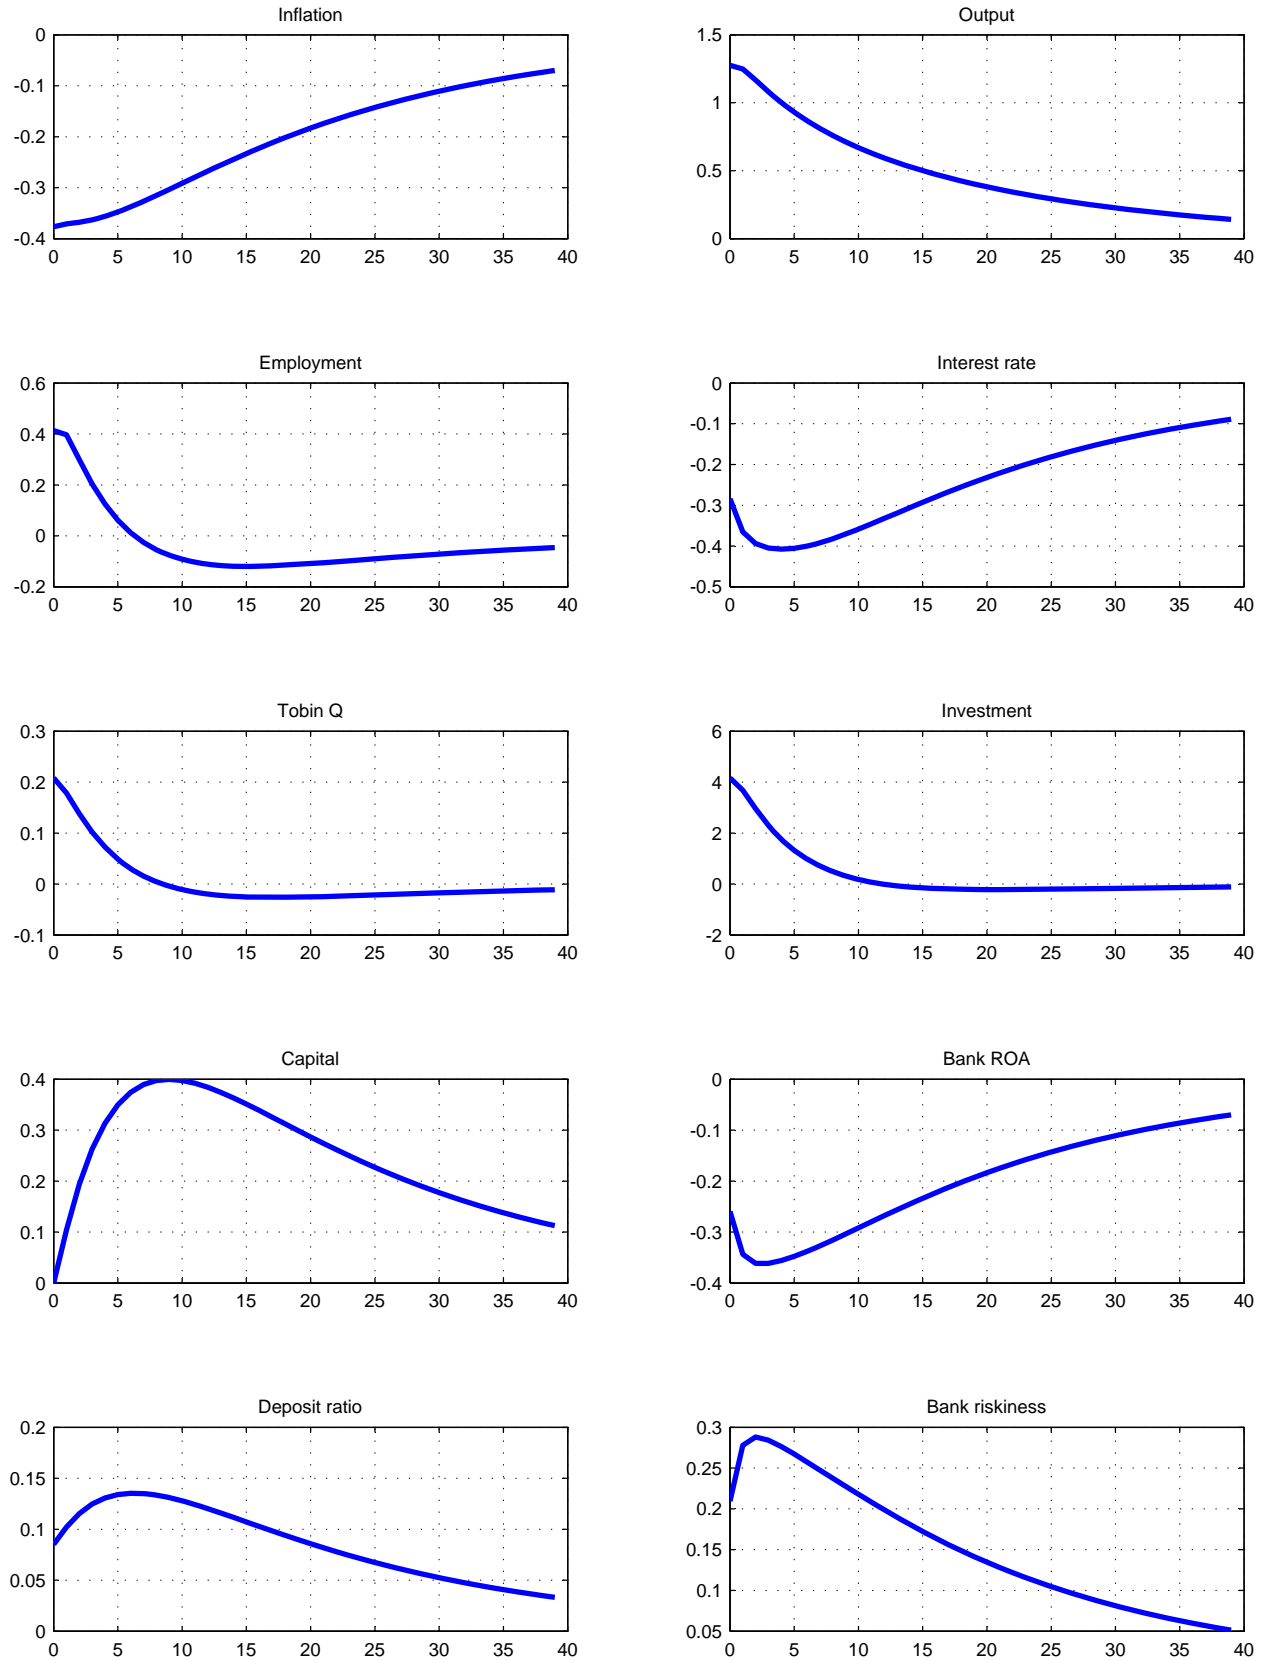 Inflation
0
-0.1
-0.2
-0.3
-0.4
0 5 10 15 20 25 30 35 40
Output
1.5
1
0.5
0
0 5 10 15 20 25 30 35 40
Employment
0.6
0.4
0.2
0
-0.2
0 5 10 15 20 25 30 35 40
Interest rate
0
-0.1
-0.2
-0.3
-0.4
-0.5
0 5 10 15 20 25 30 35 40
Tobin Q
0.3
0.2
0.1
0
-0.1
0 5 10 15 20 25 30 35 40
Investment
6
4
2
0
-2
0 5 10 15 20 25 30 35 40
Capital
0.4
0.3
0.2
0.1
0
0 5 10 15 20 25 30 35 40
Bank ROA
0
-0.1
-0.2
-0.3
-0.4
0 5 10 15 20 25 30 35 40
Deposit ratio
0.2
0.15
0.1
0.05
0
0 5 10 15 20 25 30 35 40
Bank riskiness
0.3
0.25
0.2
0.15
0.1
0.05
0 5 10 15 20 25 30 35 40